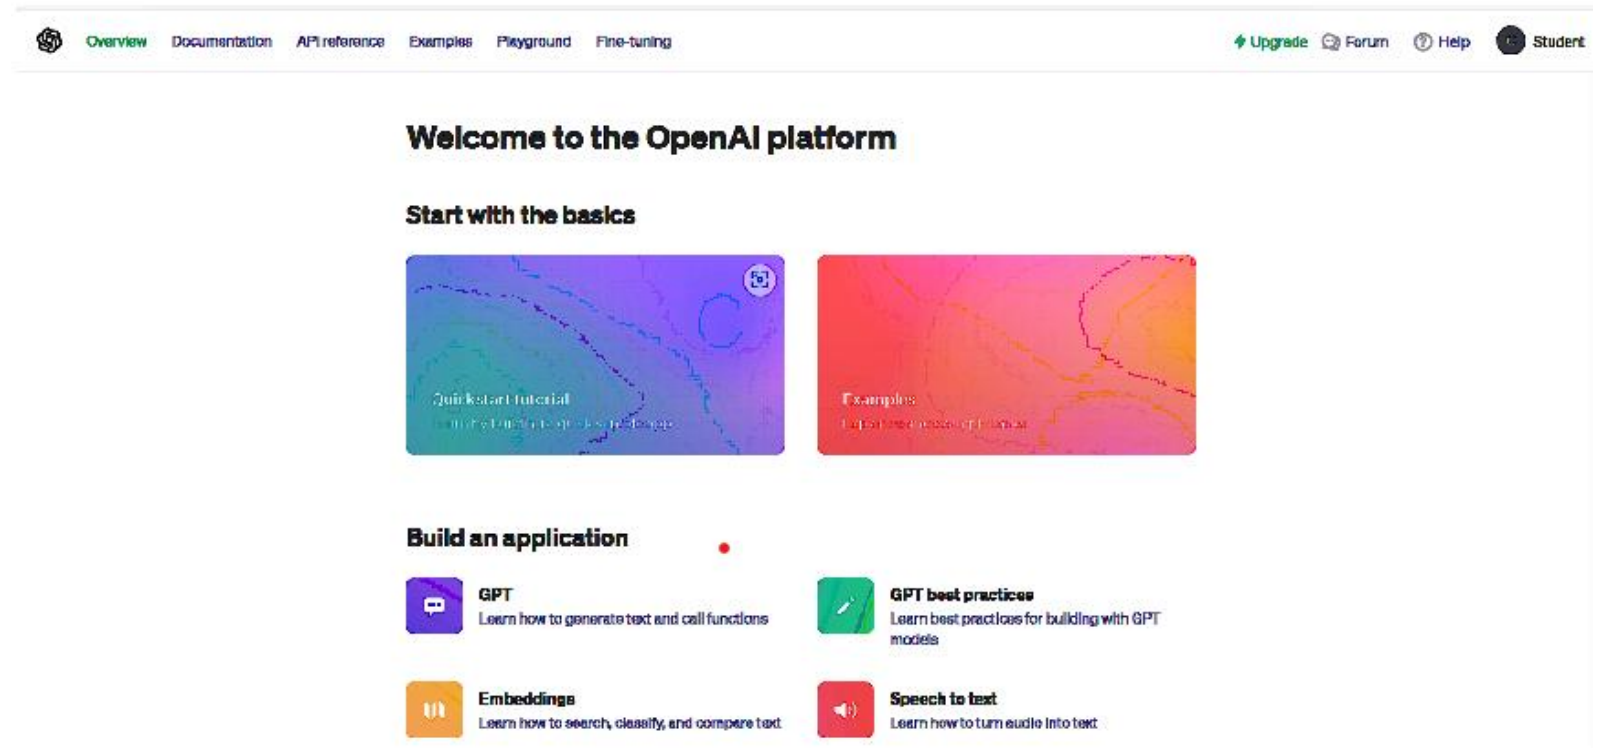 Overview Documentation API reference Examples Playground Fine-tuning Upgrade Forum Help Student
Welcome to the OpenAI platform
Start with the basics
Quickstart tutorial
Examples
Build an application
GPT
Learn how to generate text and call functions
GPT best practices
Learn best practices for building with GPT
models
Embeddings
Learn how to search, classify, and compare text
Speech to text
Learn how to turn audio into text